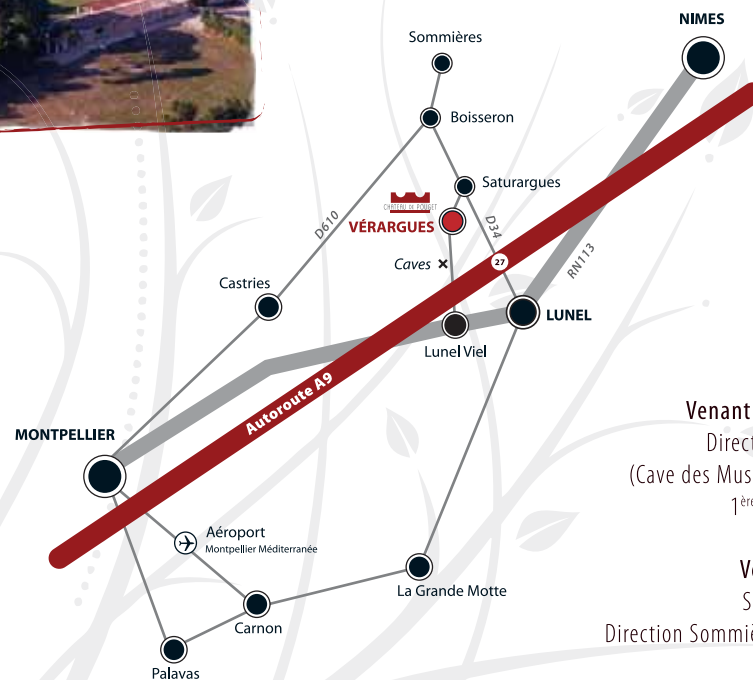 NIMES
Sommières
Boisseron
Saturargues
CHATEAU DE POUGET
VÉRARGUES
D610
D34
Caves
27
RN113
Castries
LUNEL
Lunel Viel
Autoroute A9
MONTPELLIER
Aéroport
Montpellier Méditerranée
La Grande Motte
Carnon
Palavas
Venant
Direct
(Cave des Mus
1ère
V
S
Direction Sommiè